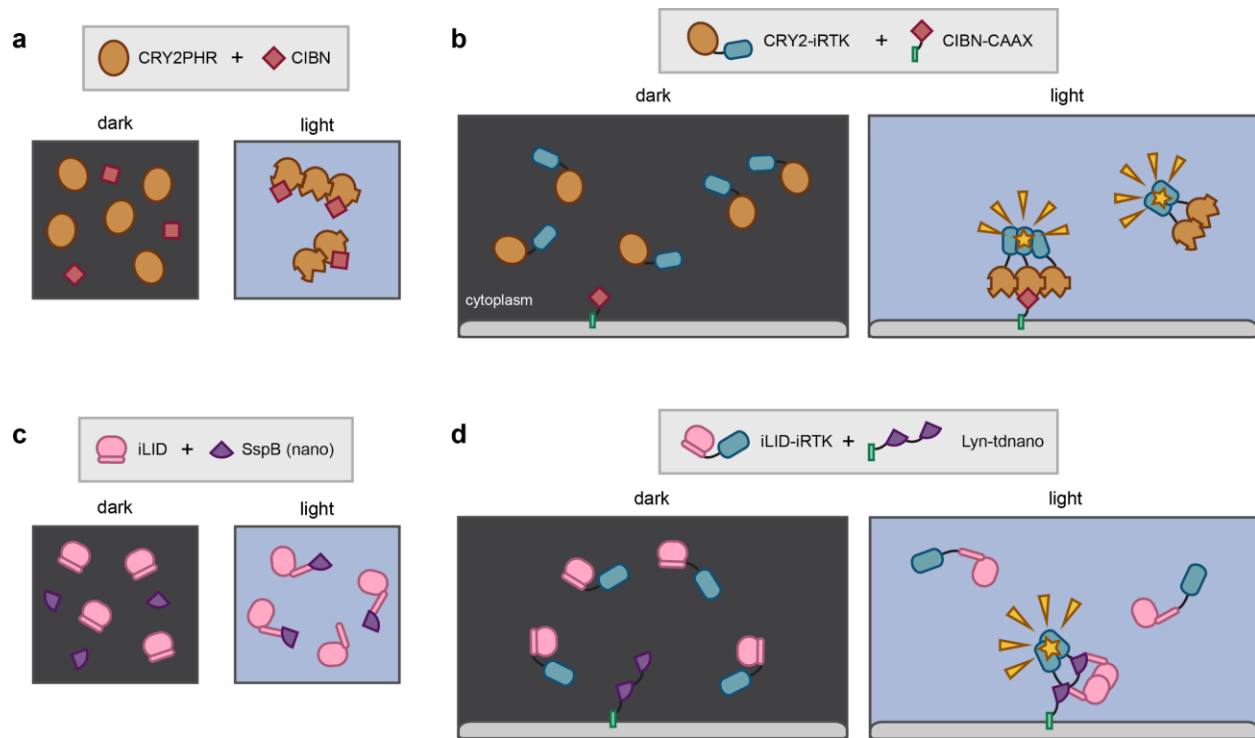 a
CRY2PHR + CIBN
dark light
b
CRY2-iRTK + CIBN-CAAX
dark light
cytoplasm
c
iLID + SspB (nano)
dark light
d
iLID-iRTK + Lyn-tdnano
dark light